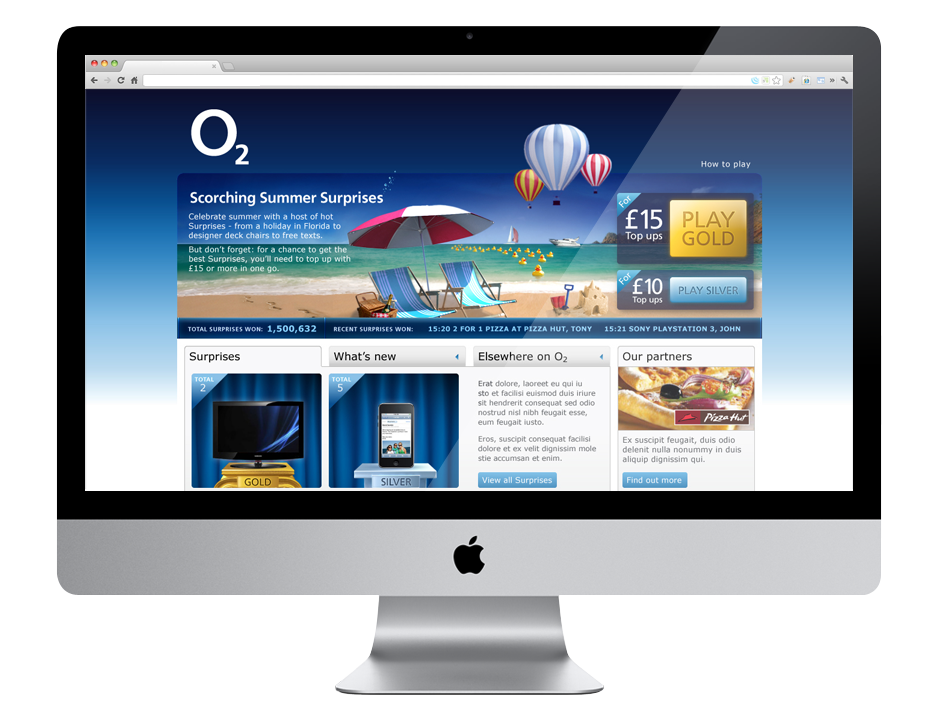 O2
How to play
Scorching Summer Surprises
Celebrate summer with a host of hot
Surprises - from a holiday in Florida to
designer deck chairs to free texts.
But don't forget: for a chance to get the
best Surprises, you'll need to top up with
£15 or more in one go.
For
£15
Top ups
PLAY
GOLD
For
£10
Top ups
PLAY SILVER
TOTAL SURPRISES WON: 1,500,632
RECENT SURPRISES WON: 15:20 2 FOR 1 PIZZA AT PIZZA HUT, TONY 15:21 SONY PLAYSTATION 3, JOHN
Surprises
TOTAL
2
GOLD
What's new
TOTAL
5
SILVER
Elsewhere on O2
Erat dolore, laoreet eu qui iu
sto et facilisi euismod duis iriure
sit hendrerit consequat sed odio
nostrud nisl nibh feugait esse,
eum feugait iusto.
Eros, suscipit consequat facilisi
dolore et ex velit dignissim mole
stie accumsan et enim.
View all Surprises
Our partners
Pizza Hut
Ex suscipit feugait, duis odio
delenit nulla nonummy in duis
aliquip dignissim qui.
Find out more